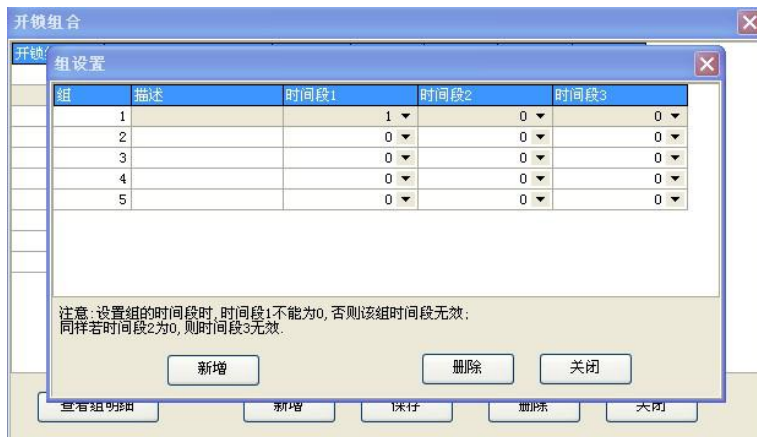 开锁组合
开锁
组设置
组 描述 时间段1 时间段2 时间段3
1 1 0 0
2 0 0 0
3 0 0 0
4 0 0 0
5 0 0 0
注意:设置组的时间段时,时间段1不能为0,否则该组时间段无效;
同样若时间段2为0,则时间段3无效.
新增 删除 关闭
查看组明细 新增 保存 删除 关闭